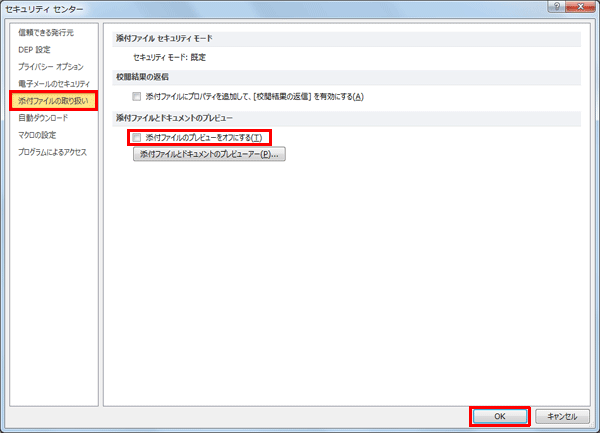 セキュリティ センター
信頼できる発行元
DEP 設定
プライバシー オプション
電子メールのセキュリティ
添付ファイルの取り扱い
自動ダウンロード
マクロの設定
プログラムによるアクセス
添付ファイル セキュリティ モード
セキュリティ モード: 既定
校閲結果の返信
添付ファイルにプロパティを追加して、[校閲結果の返信] を有効にする(A)
添付ファイルとドキュメントのプレビュー
添付ファイルのプレビューをオフにする(T)
添付ファイルとドキュメントのプレビューアー(P)...
OK
キャンセル